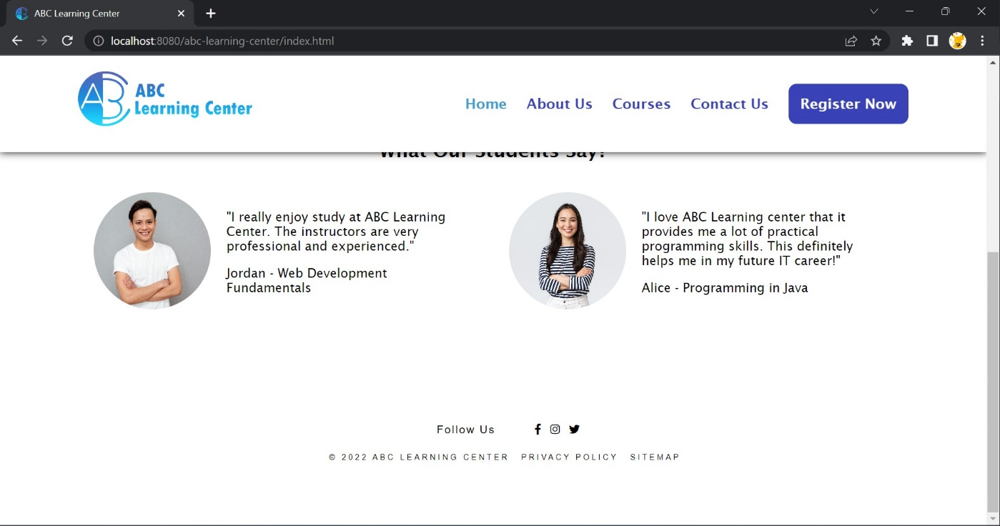 ABC Learning Center
localhost:8080/abc-learning-center/index.html
AB
ABC
Learning Center
Home About Us Courses Contact Us Register Now
What Our Students Say?
"I really enjoy study at ABC Learning
Center. The instructors are very
professional and experienced."
Jordan - Web Development
Fundamentals
"I love ABC Learning center that it
provides me a lot of practical
programming skills. This definitely
helps me in my future IT career!"
Alice - Programming in Java
Follow Us
© 2022 ABC LEARNING CENTER PRIVACY POLICY SITEMAP